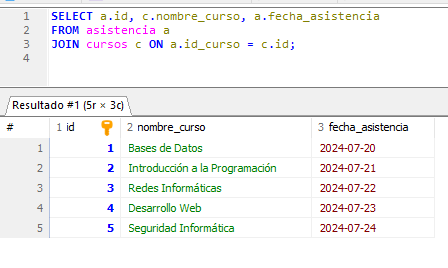 1 SELECT a.id, c.nombre_curso, a.fecha_asistencia
2 FROM asistencia a
3 JOIN cursos c ON a.id_curso = c.id;
4
Resultado #1 (5r × 3c)
# 1 id 2 nombre_curso 3 fecha_asistencia
1 1 Bases de Datos 2024-07-20
2 2 Introducción a la Programación 2024-07-21
3 3 Redes Informáticas 2024-07-22
4 4 Desarrollo Web 2024-07-23
5 5 Seguridad Informática 2024-07-24